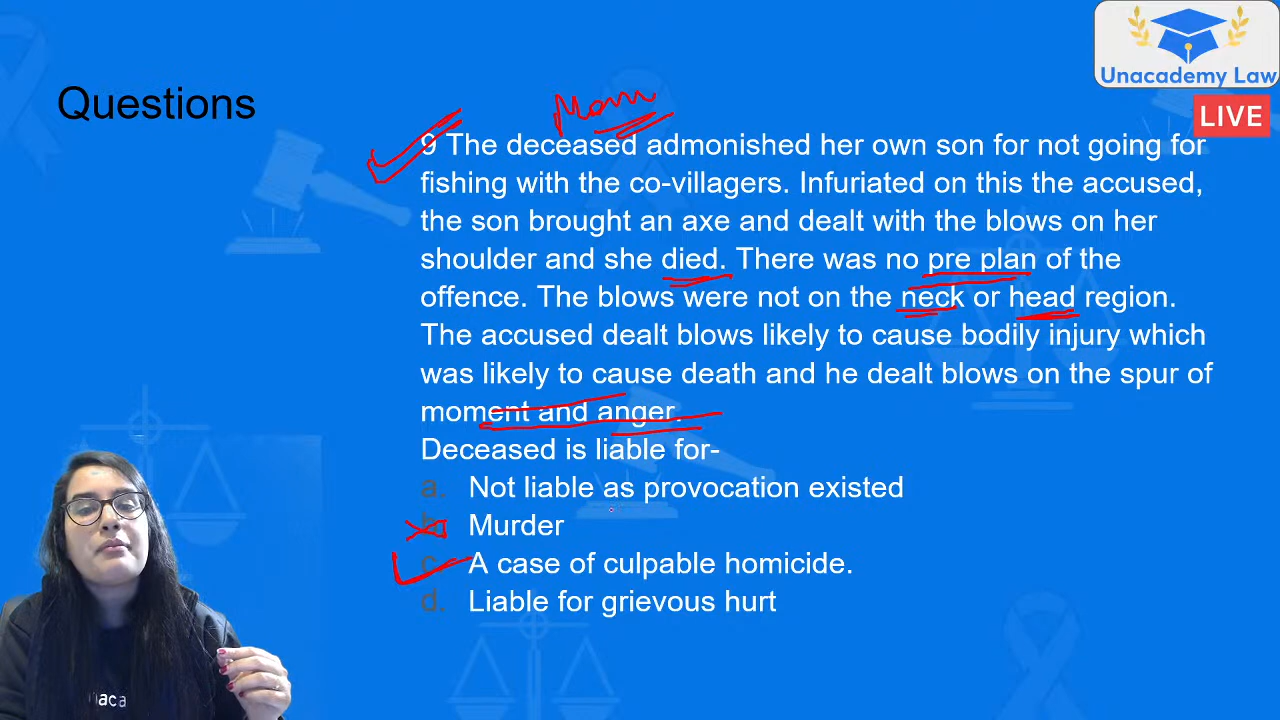 Unacademy Law
LIVE
Questions
Mom
9 The deceased admonished her own son for not going for
fishing with the co-villagers. Infuriated on this the accused,
the son brought an axe and dealt with the blows on her
shoulder and she died. There was no pre plan of the
offence. The blows were not on the neck or head region.
The accused dealt blows likely to cause bodily injury which
was likely to cause death and he dealt blows on the spur of
moment and anger.
Deceased is liable for-
a. Not liable as provocation existed
b. Murder
c. A case of culpable homicide.
d. Liable for grievous hurt
naca